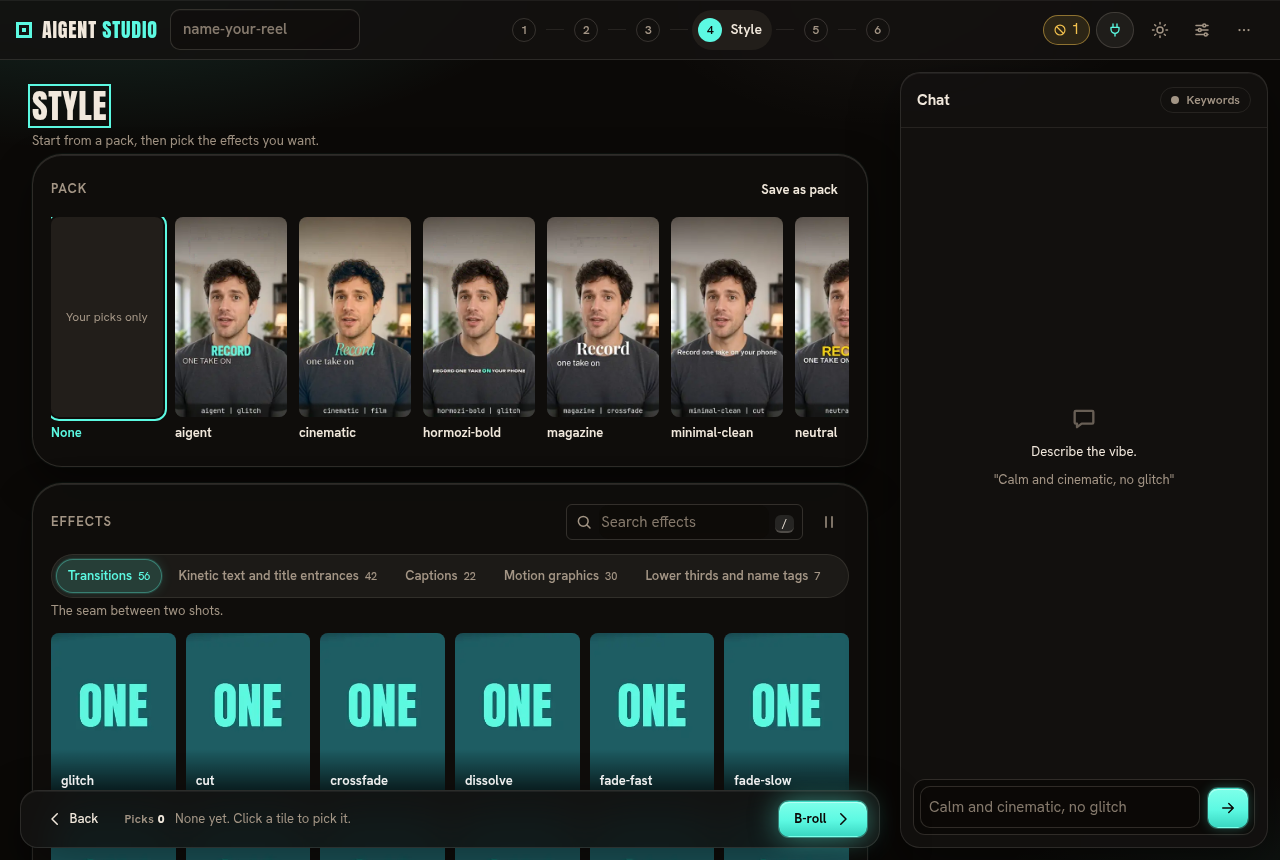 AIGENT STUDIO
name-your-reel
1
2
3
4 Style
5
6
1
STYLE
Start from a pack, then pick the effects you want.
PACK
Save as pack
Your picks only
RECORD
ONE TAKE ON
aigent | glitch
Record
one take on
cinematic | film
RECORD ONE TAKE ON YOUR PHONE
hormozi-bold | glitch
Record
one take on
magazine | crossfade
Record one take on your phone
minimal-clean | cut
REC
ONE TAKE ON
neutra
None
aigent
cinematic
hormozi-bold
magazine
minimal-clean
neutral
EFFECTS
Search effects
/
Transitions 56
Kinetic text and title entrances 42
Captions 22
Motion graphics 30
Lower thirds and name tags 7
The seam between two shots.
ONE
ONE
ONE
ONE
ONE
ONE
glitch
cut
crossfade
dissolve
fade-fast
fade-slow
Back
Picks 0
None yet. Click a tile to pick it.
B-roll
Chat
Keywords
Describe the vibe.
"Calm and cinematic, no glitch"
Calm and cinematic, no glitch